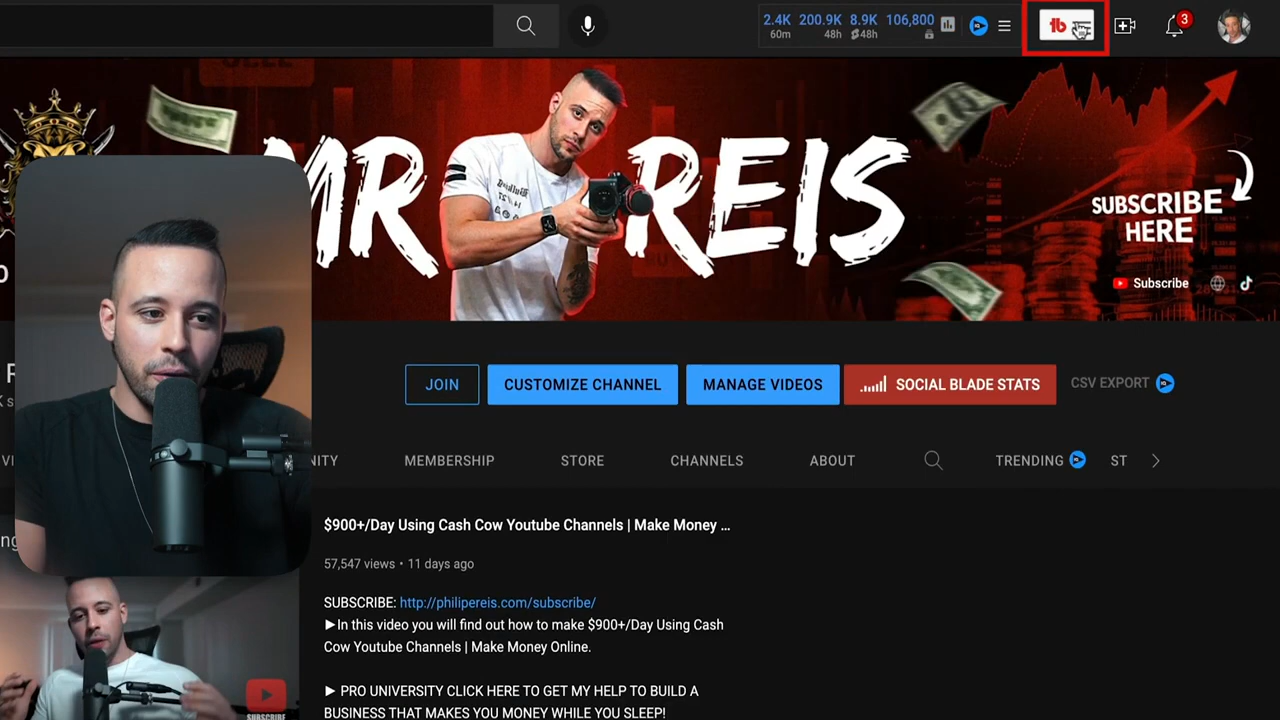 2.4K 200.9K 8.9K 106,800
60m 48h 48h
tb
3
MR REIS
SUBSCRIBE
HERE
Subscribe
JOIN
CUSTOMIZE CHANNEL
MANAGE VIDEOS
SOCIAL BLADE STATS
CSV EXPORT
NITY
MEMBERSHIP
STORE
CHANNELS
ABOUT
TRENDING
ST
$900+/Day Using Cash Cow Youtube Channels | Make Money ...
57,547 views • 11 days ago
SUBSCRIBE: http://philipereis.com/subscribe/
►In this video you will find out how to make $900+/Day Using Cash
Cow Youtube Channels | Make Money Online.
► PRO UNIVERSITY CLICK HERE TO GET MY HELP TO BUILD A
BUSINESS THAT MAKES YOU MONEY WHILE YOU SLEEP!
SUBSCRIBE